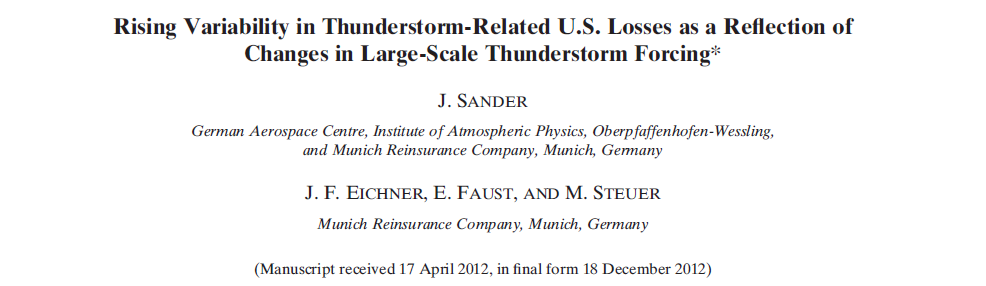 Rising Variability in Thunderstorm-Related U.S. Losses as a Reflection of
Changes in Large-Scale Thunderstorm Forcing*
J. SANDER
German Aerospace Centre, Institute of Atmospheric Physics, Oberpfaffenhofen-Wessling,
and Munich Reinsurance Company, Munich, Germany
J. F. EICHNER, E. FAUST, AND M. STEUER
Munich Reinsurance Company, Munich, Germany
(Manuscript received 17 April 2012, in final form 18 December 2012)